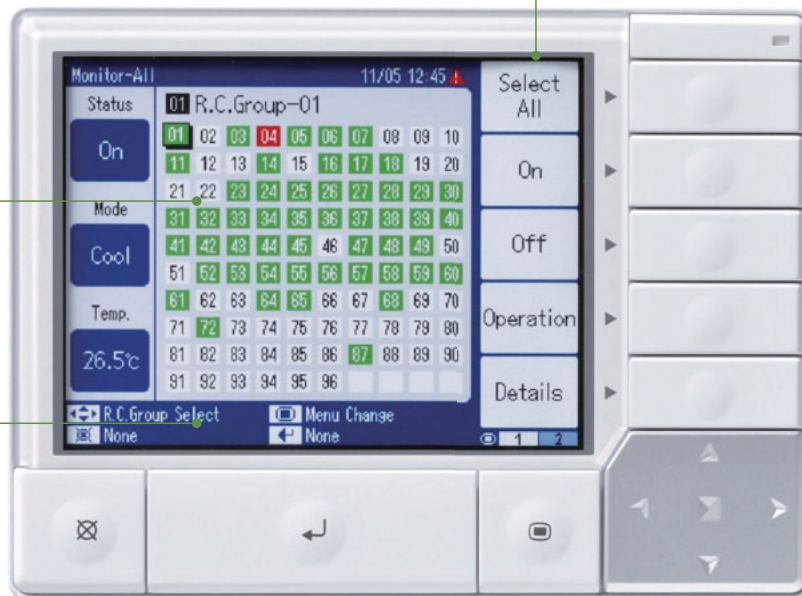 Monitor-All 11/05 12:45
Status
On
Mode
Cool
Temp.
26.5℃
01 R.C.Group-01
01 02 03 04 05 06 07 08 09 10
11 12 13 14 15 16 17 18 19 20
21 22 23 24 25 26 27 28 29 30
31 32 33 34 35 36 37 38 39 40
41 42 43 44 45 46 47 48 49 50
51 52 53 54 55 56 57 58 59 60
61 62 63 64 65 66 67 68 69 70
71 72 73 74 75 76 77 78 79 80
81 82 83 84 85 86 87 88 89 90
91 92 93 94 95 96
Select
All
On
Off
Operation
Details
R.C.Group Select Menu Change
None None 1 2